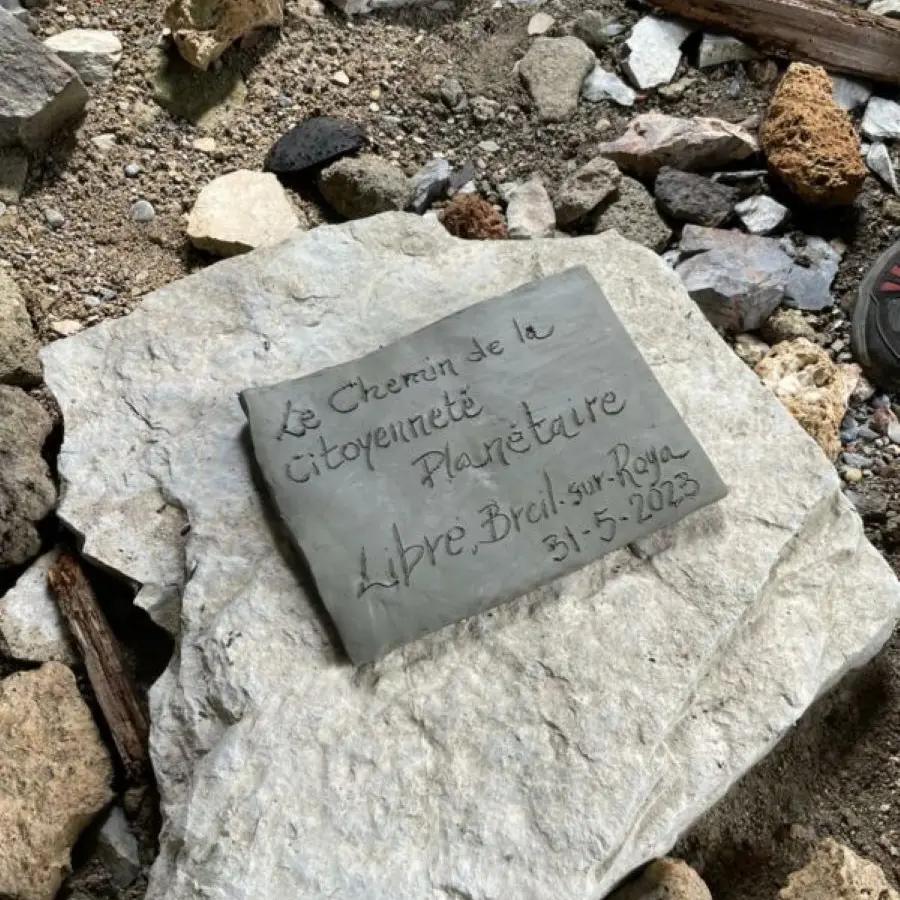 Le Chemin de la
Citoyenneté
Planétaire
Libre, Breil-sur-Roya
31-5-2023